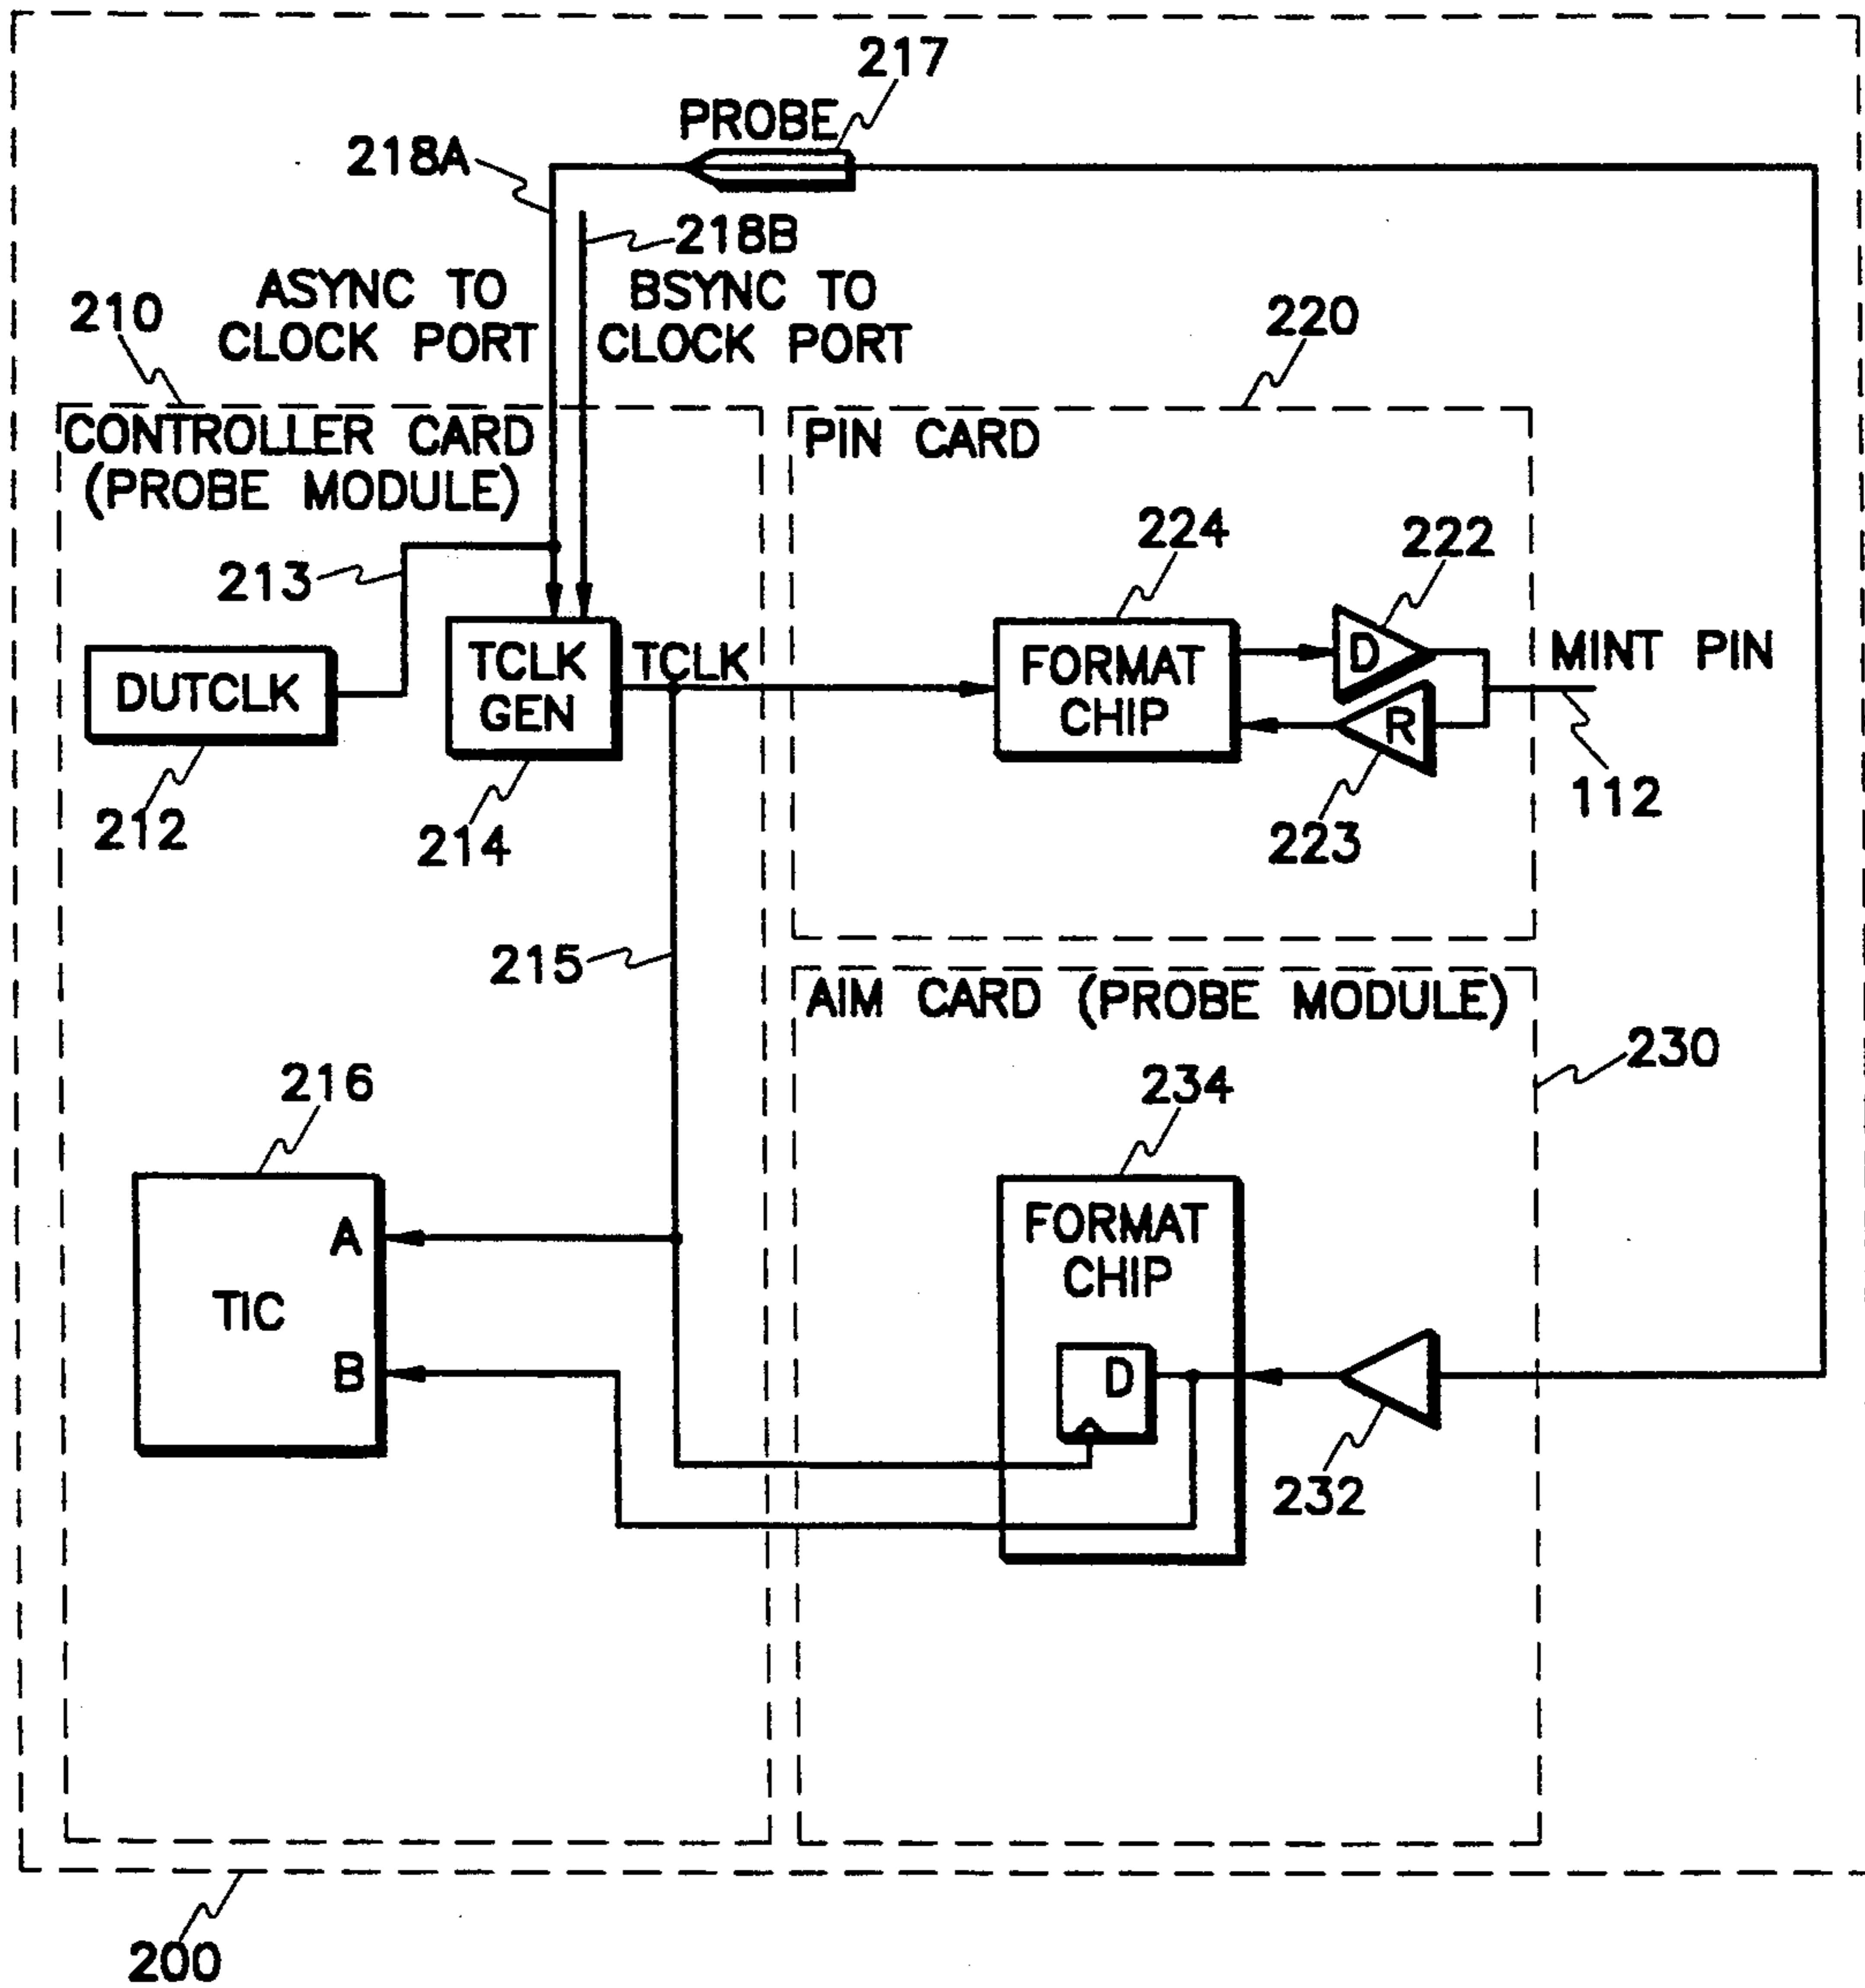 217
PROBE
218A
218B
ASYNC TO
CLOCK PORT
BSYNC TO
CLOCK PORT
210
220
CONTROLLER CARD
(PROBE MODULE)
PIN CARD
213
224
222
DUTCLK
TCLK
GEN
TCLK
FORMAT
CHIP
D
R
MINT PIN
212
214
223
112
215
AIM CARD (PROBE MODULE)
230
216
234
A
TIC
B
FORMAT
CHIP
D
232
200